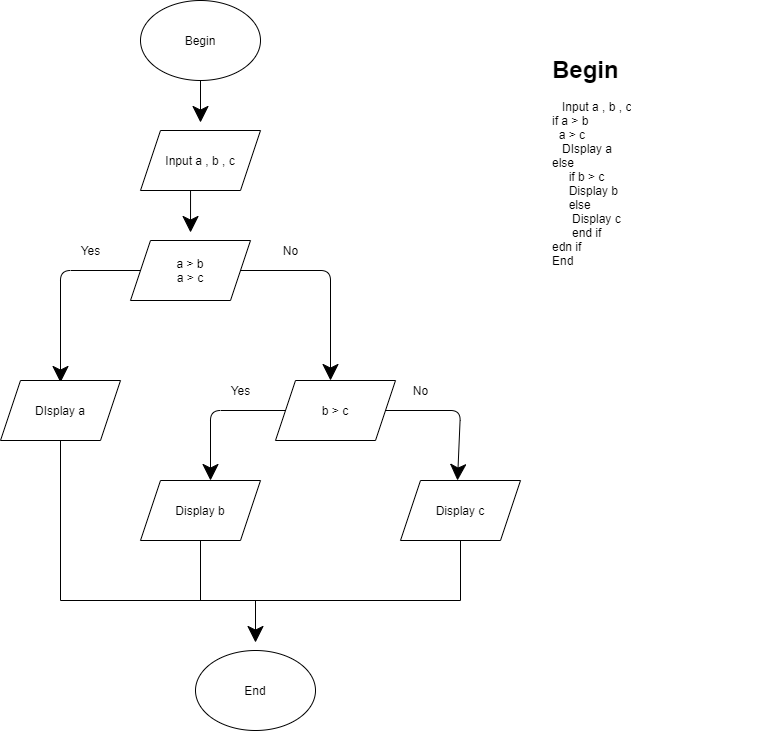 Begin
Input a , b , c
a > b
a > c
Yes
No
DIsplay a
b > c
Yes
No
Display b
Display c
End
Begin
Input a , b , c
if a > b
a > c
DIsplay a
else
if b > c
Display b
else
Display c
end if
edn if
End